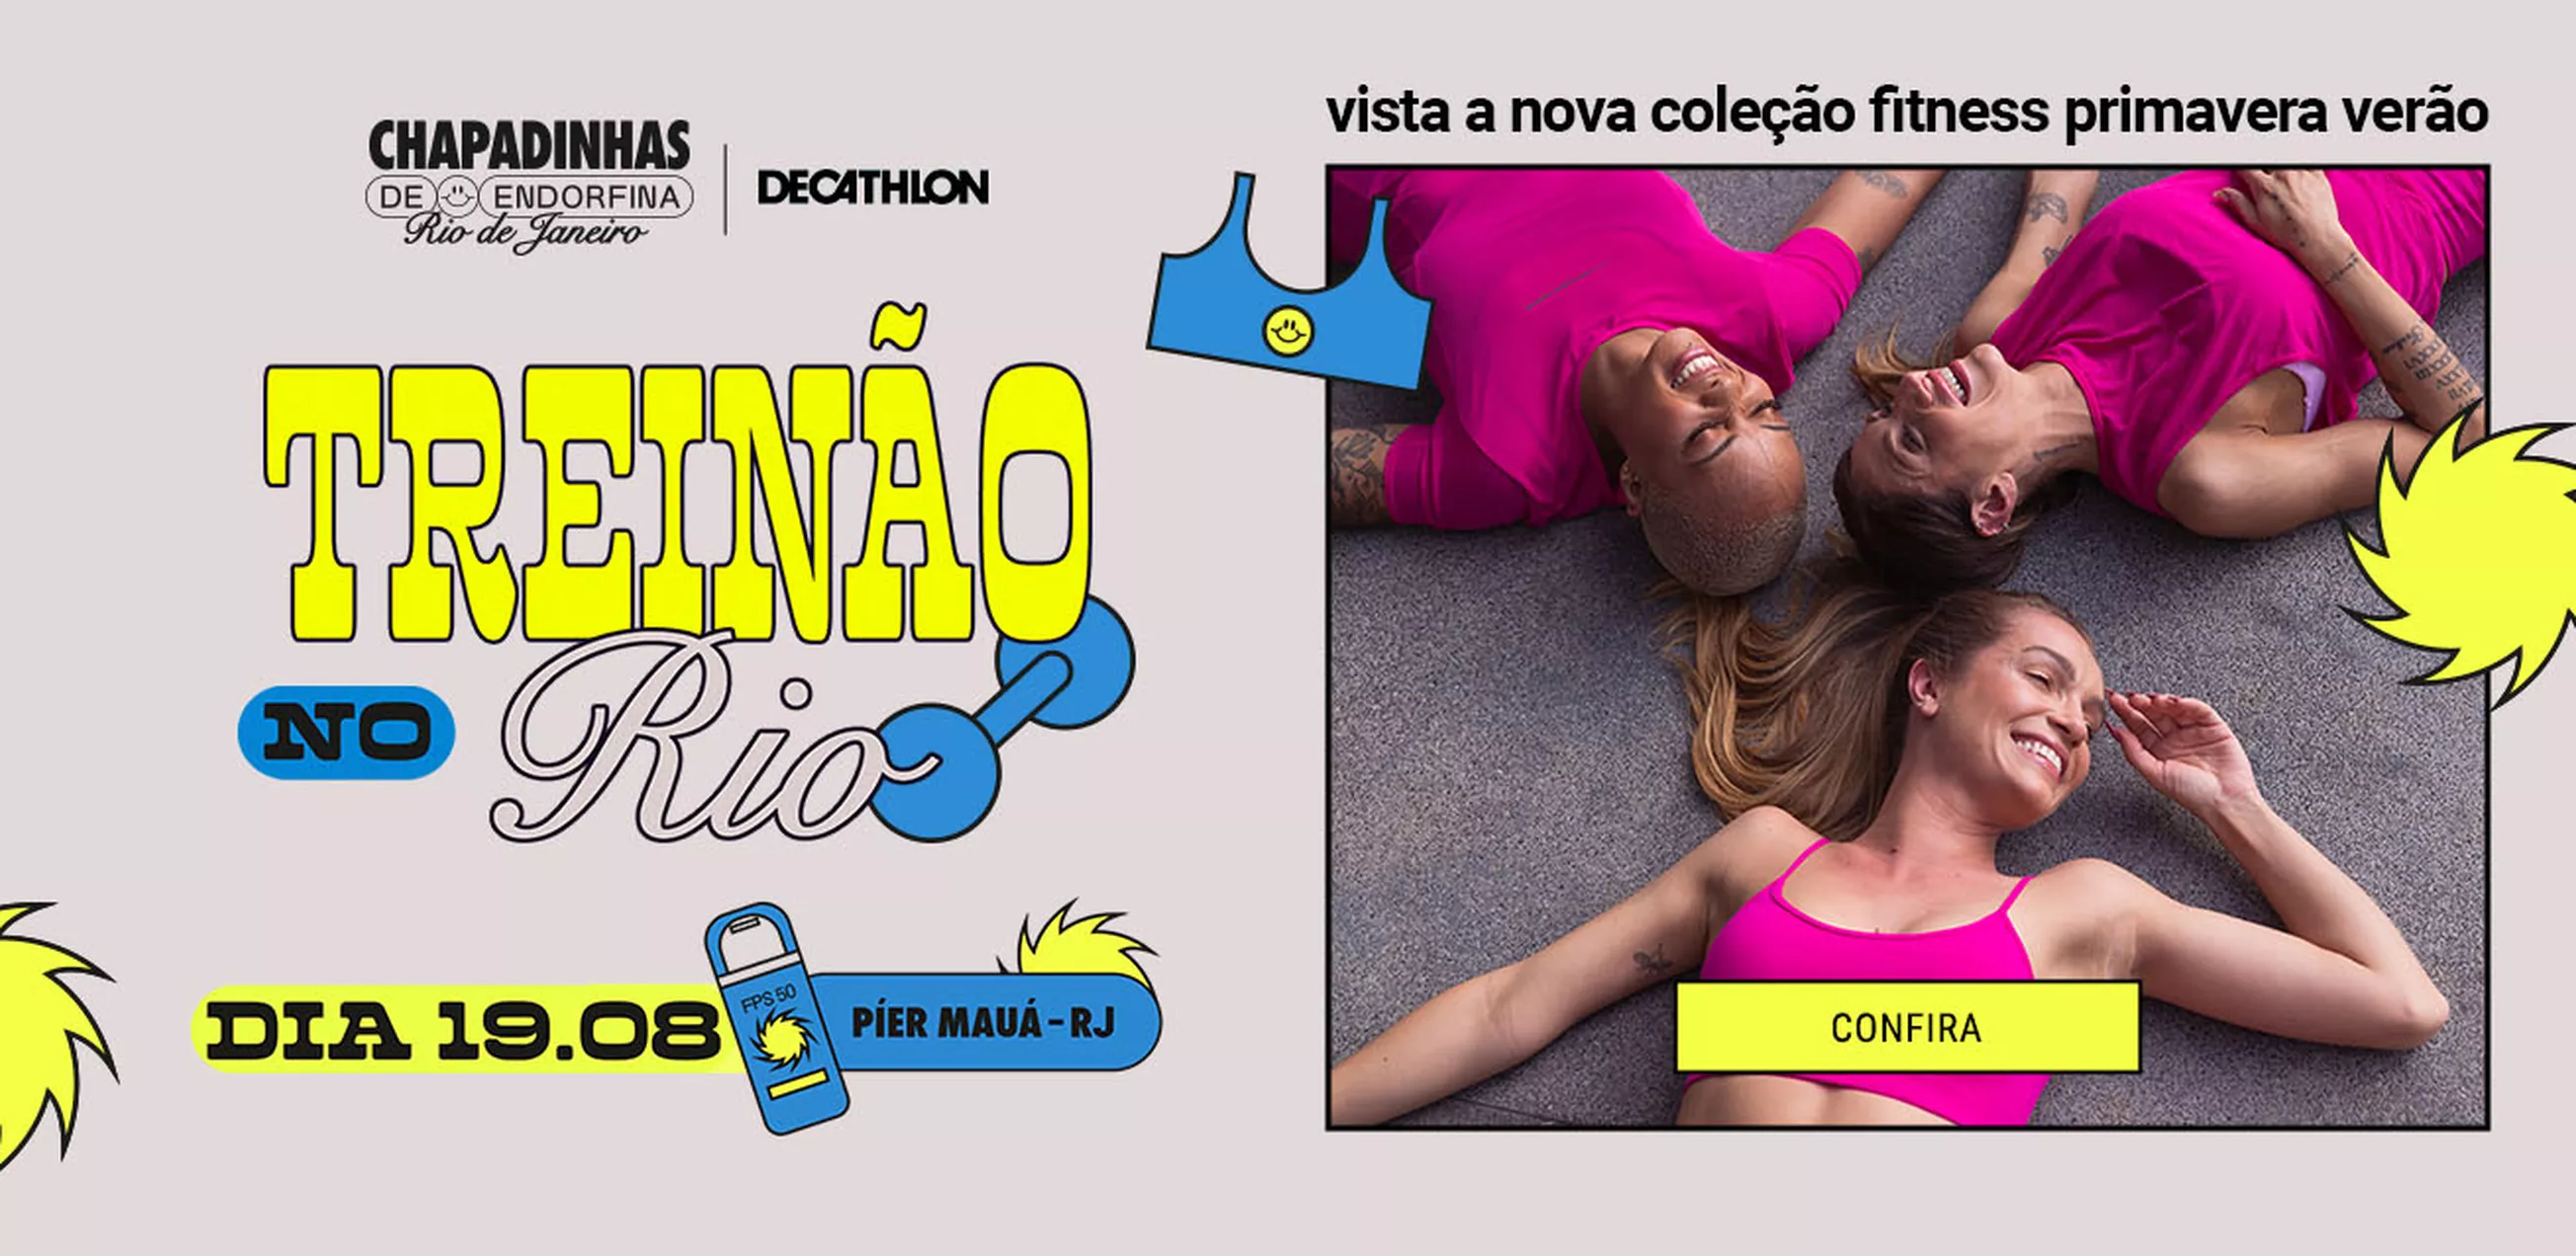 CHAPADINHAS
DE ENDORFINA
Rio de Janeiro
DECATHLON
TREINÃO
NO Rio
DIA 19.08
FPS 50
PÍER MAUÁ - RJ
vista a nova coleção fitness primavera verão
CONFIRA